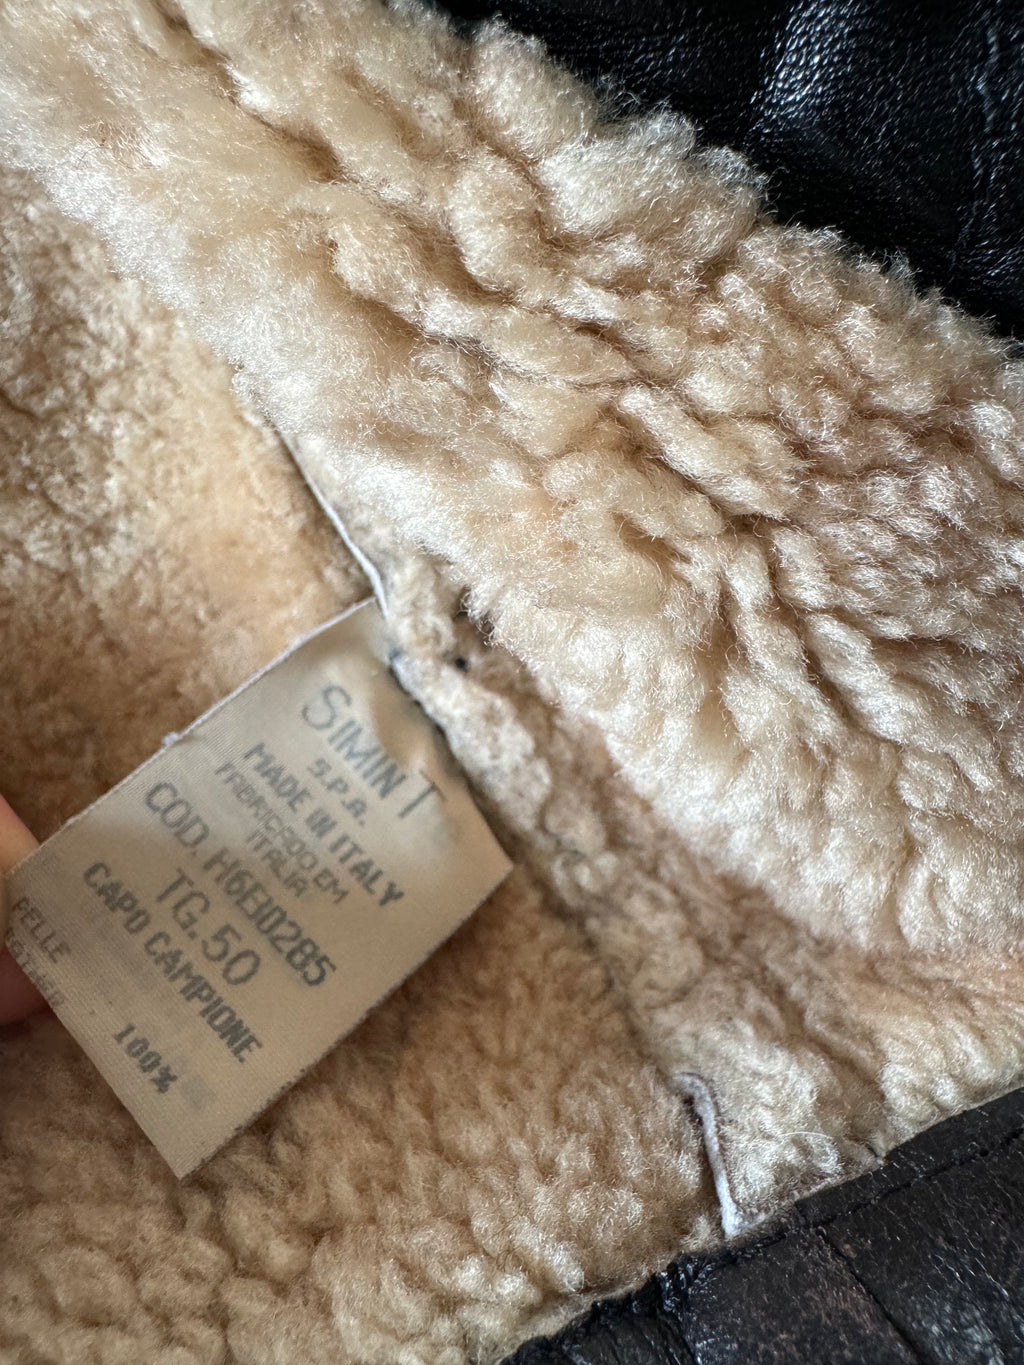 SIMINT
S.P.A.
MADE IN ITALY
FABRICADO EM
ITALIA
COD. H6B0285
TG.50
CAPO CAMPIONE
PELLE
100%